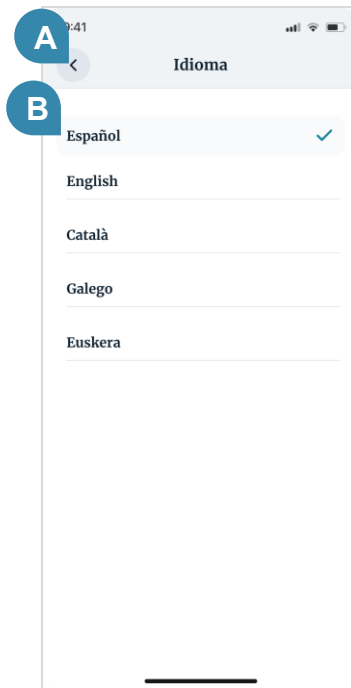 A
:41
Idioma
B
Español
English
Català
Galego
Euskera